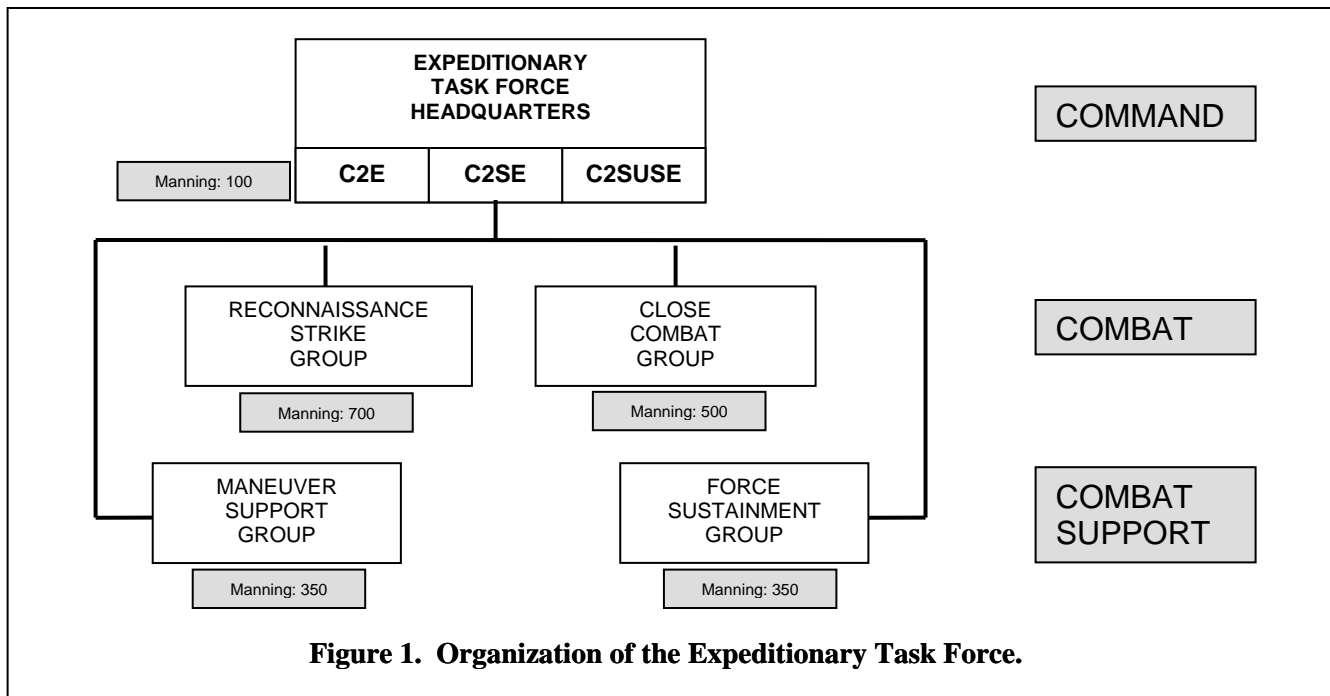 EXPEDITIONARY
TASK FORCE
HEADQUARTERS
COMMAND
Manning: 100
C2E
C2SE
C2SUSE
RECONNAISSANCE
STRIKE
GROUP
CLOSE
COMBAT
GROUP
COMBAT
Manning: 700
Manning: 500
MANEUVER
SUPPORT
GROUP
FORCE
SUSTAINMENT
GROUP
COMBAT
SUPPORT
Manning: 350
Manning: 350
Figure 1. Organization of the Expeditionary Task Force.